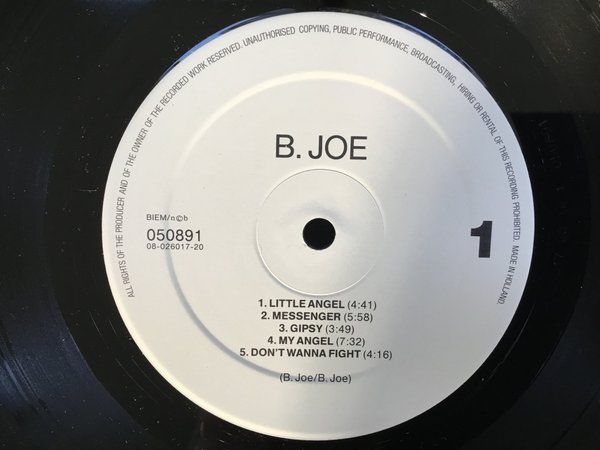 ALL RIGHTS OF THE PRODUCER AND OF THE OWNER OF THE RECORDED WORK RESERVED. UNAUTHORISED COPYING, PUBLIC PERFORMANCE, BROADCASTING, HIRING OR RENTAL OF THIS RECORDING PROHIBITED. MADE IN HOLLAND.
B. JOE
BIEM/n©b
050891
08-026017-20
1
1. LITTLE ANGEL (4:41)
2. MESSENGER (5:58)
3. GIPSY (3:49)
4. MY ANGEL (7:32)
5. DON'T WANNA FIGHT (4:16)
(B. Joe/B. Joe)